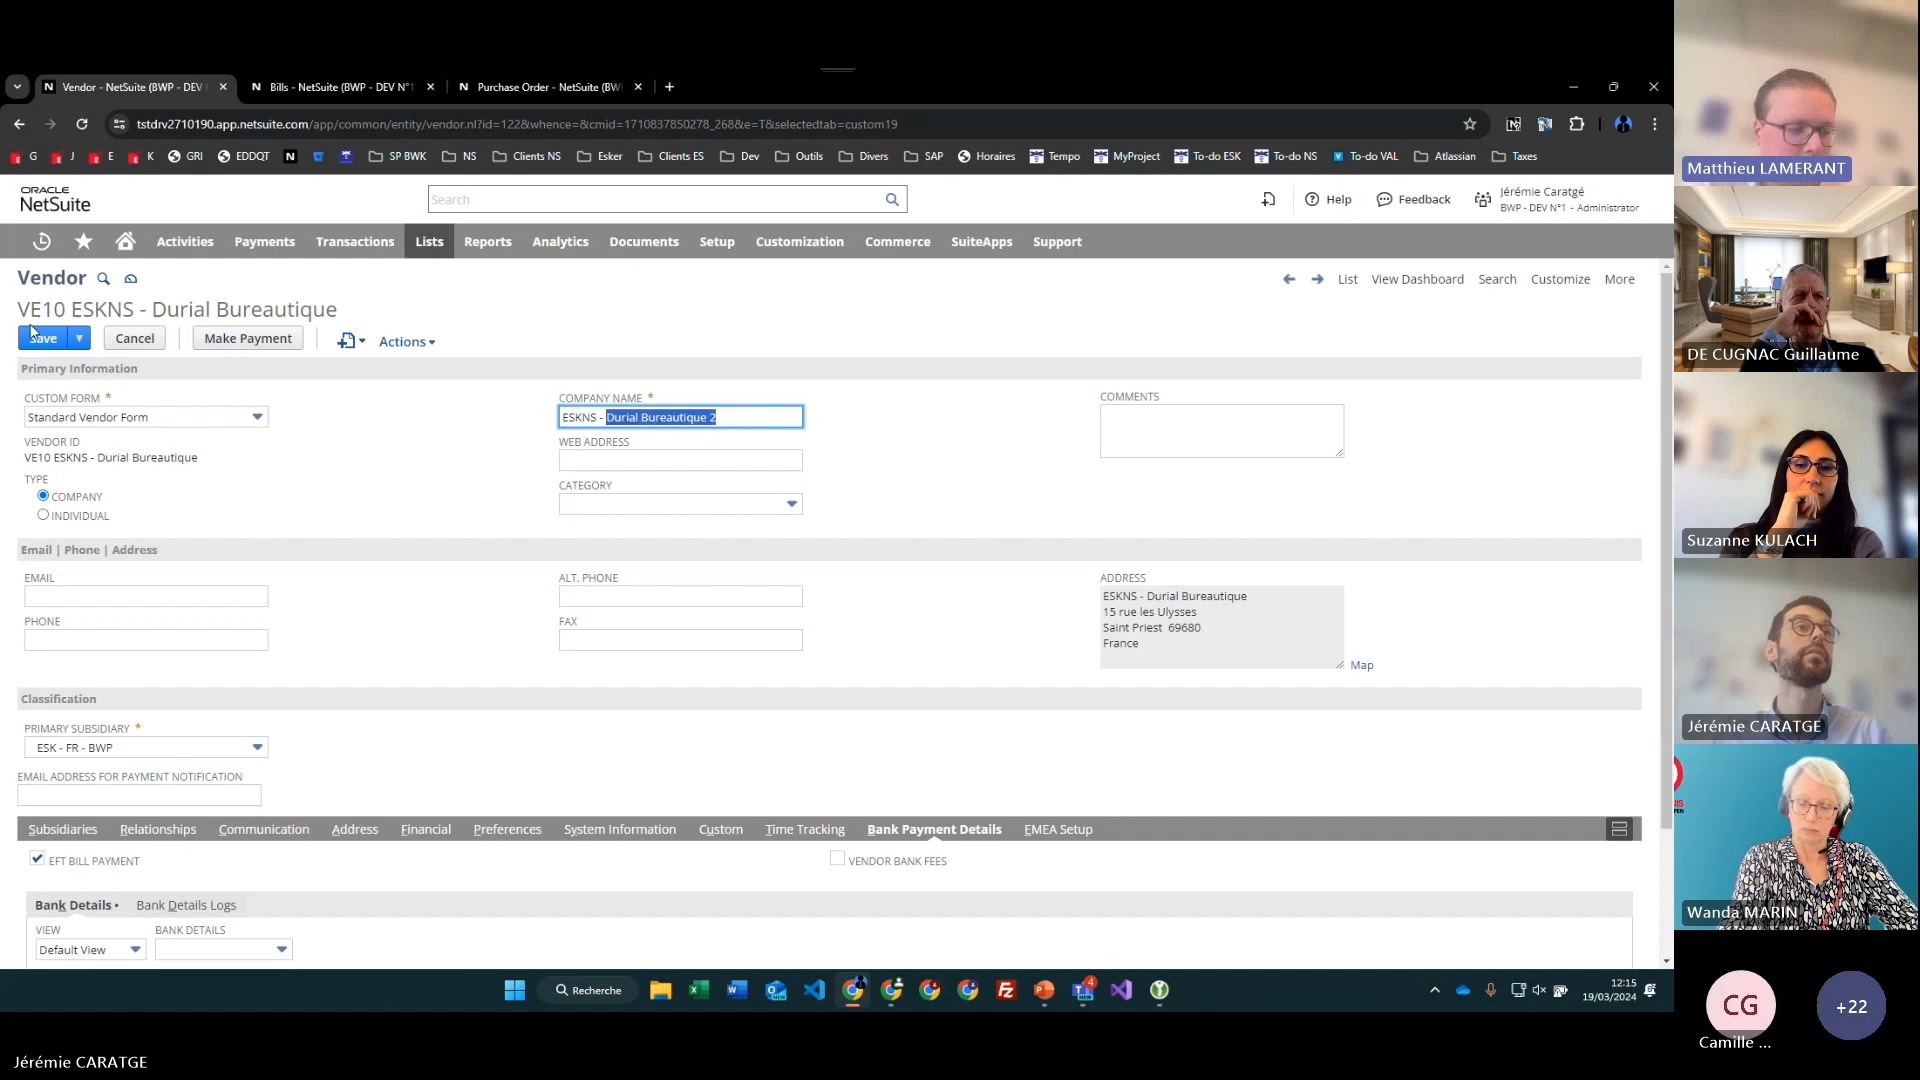 Vendor - NetSuite (BWP - DEV
Bills - NetSuite (BWP - DEV N°1
Purchase Order - NetSuite (BW
tstdrv2710190.app.netsuite.com/app/common/entity/vendor.nl?id=122&whence=&cmid=1710837850278_268&e=T&selectedtab=custom19
G J E K GRI EDDQT SP BWK NS Clients NS Esker Clients ES Dev Outils Divers SAP Horaires Tempo MyProject To-do ESK To-do NS To-do VAL Atlassian Taxes
ORACLE
NetSuite
Search
Help
Feedback
Jérémie Caratgé
BWP - DEV N°1 - Administrator
Activities Payments Transactions Lists Reports Analytics Documents Setup Customization Commerce SuiteApps Support
Vendor
List View Dashboard Search Customize More
VE10 ESKNS - Durial Bureautique
Save Cancel Make Payment Actions
Primary Information
CUSTOM FORM *
Standard Vendor Form
VENDOR ID
VE10 ESKNS - Durial Bureautique
TYPE
COMPANY
INDIVIDUAL
COMPANY NAME *
ESKNS - Durial Bureautique 2
WEB ADDRESS
CATEGORY
COMMENTS
Email | Phone | Address
EMAIL
PHONE
ALT. PHONE
FAX
ADDRESS
ESKNS - Durial Bureautique
15 rue les Ulysses
Saint Priest 69680
France
Map
Classification
PRIMARY SUBSIDIARY *
ESK - FR - BWP
EMAIL ADDRESS FOR PAYMENT NOTIFICATION
Subsidiaries Relationships Communication Address Financial Preferences System Information Custom Time Tracking Bank Payment Details EMEA Setup
EFT BILL PAYMENT
VENDOR BANK FEES
Bank Details • Bank Details Logs
VIEW
Default View
BANK DETAILS
Recherche
4
12:15
19/03/2024
Jérémie CARATGE
Matthieu LAMERANT
DE CUGNAC Guillaume
Suzanne KULACH
Jérémie CARATGE
Wanda MARIN
CG
Camille ...
+22